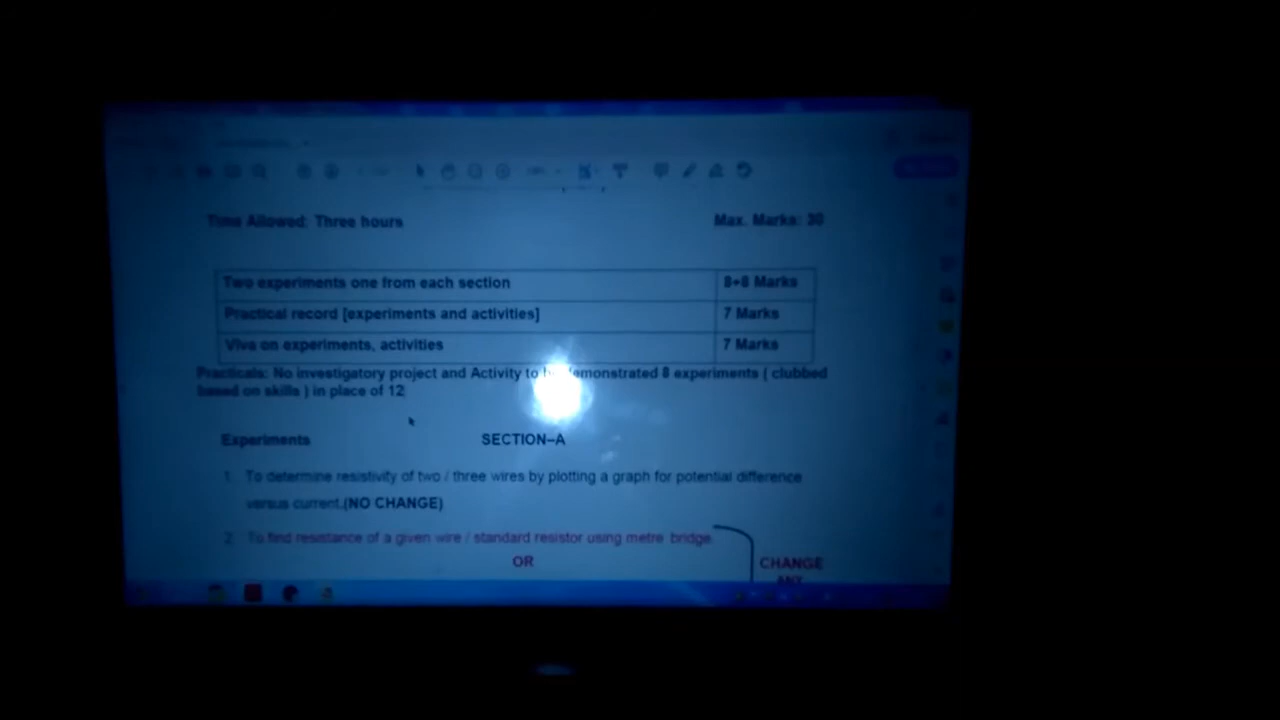 Time Allowed: Three hours Max. Marks: 30
Two experiments one from each section 8+8 Marks
Practical record [experiments and activities] 7 Marks
Viva on experiments, activities 7 Marks
Practicals: No investigatory project and Activity to demonstrated 8 experiments ( clubbed
based on skills ) in place of 12
Experiments SECTION–A
1. To determine resistivity of two / three wires by plotting a graph for potential difference
versus current.(NO CHANGE)
2. To find resistance of a given wire / standard resistor using metre bridge.
OR
CHANGE
ANY